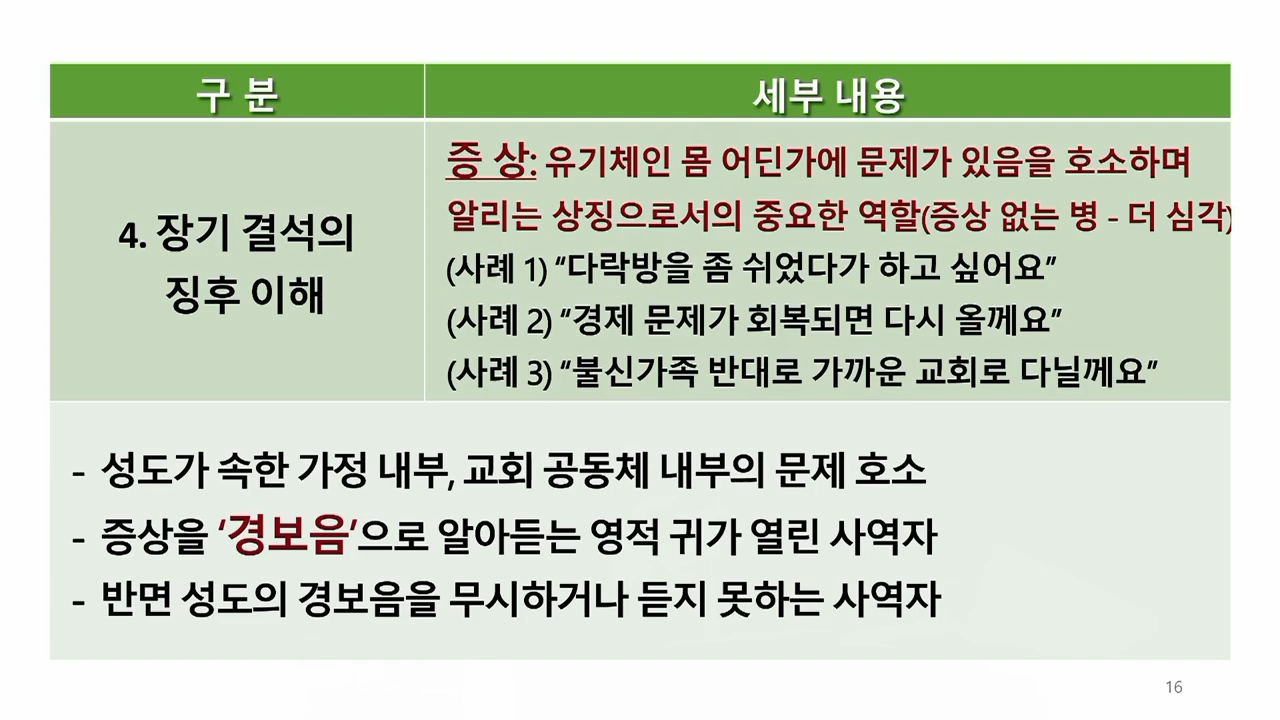 구 분
세부 내용
4. 장기 결석의
징후 이해
증 상: 유기체인 몸 어딘가에 문제가 있음을 호소하며
알리는 상징으로서의 중요한 역할(증상 없는 병 - 더 심각)
(사례 1) “다락방을 좀 쉬었다가 하고 싶어요”
(사례 2) “경제 문제가 회복되면 다시 올께요”
(사례 3) “불신가족 반대로 가까운 교회로 다닐께요”
- 성도가 속한 가정 내부, 교회 공동체 내부의 문제 호소
- 증상을 ‘경보음’으로 알아듣는 영적 귀가 열린 사역자
- 반면 성도의 경보음을 무시하거나 듣지 못하는 사역자
16